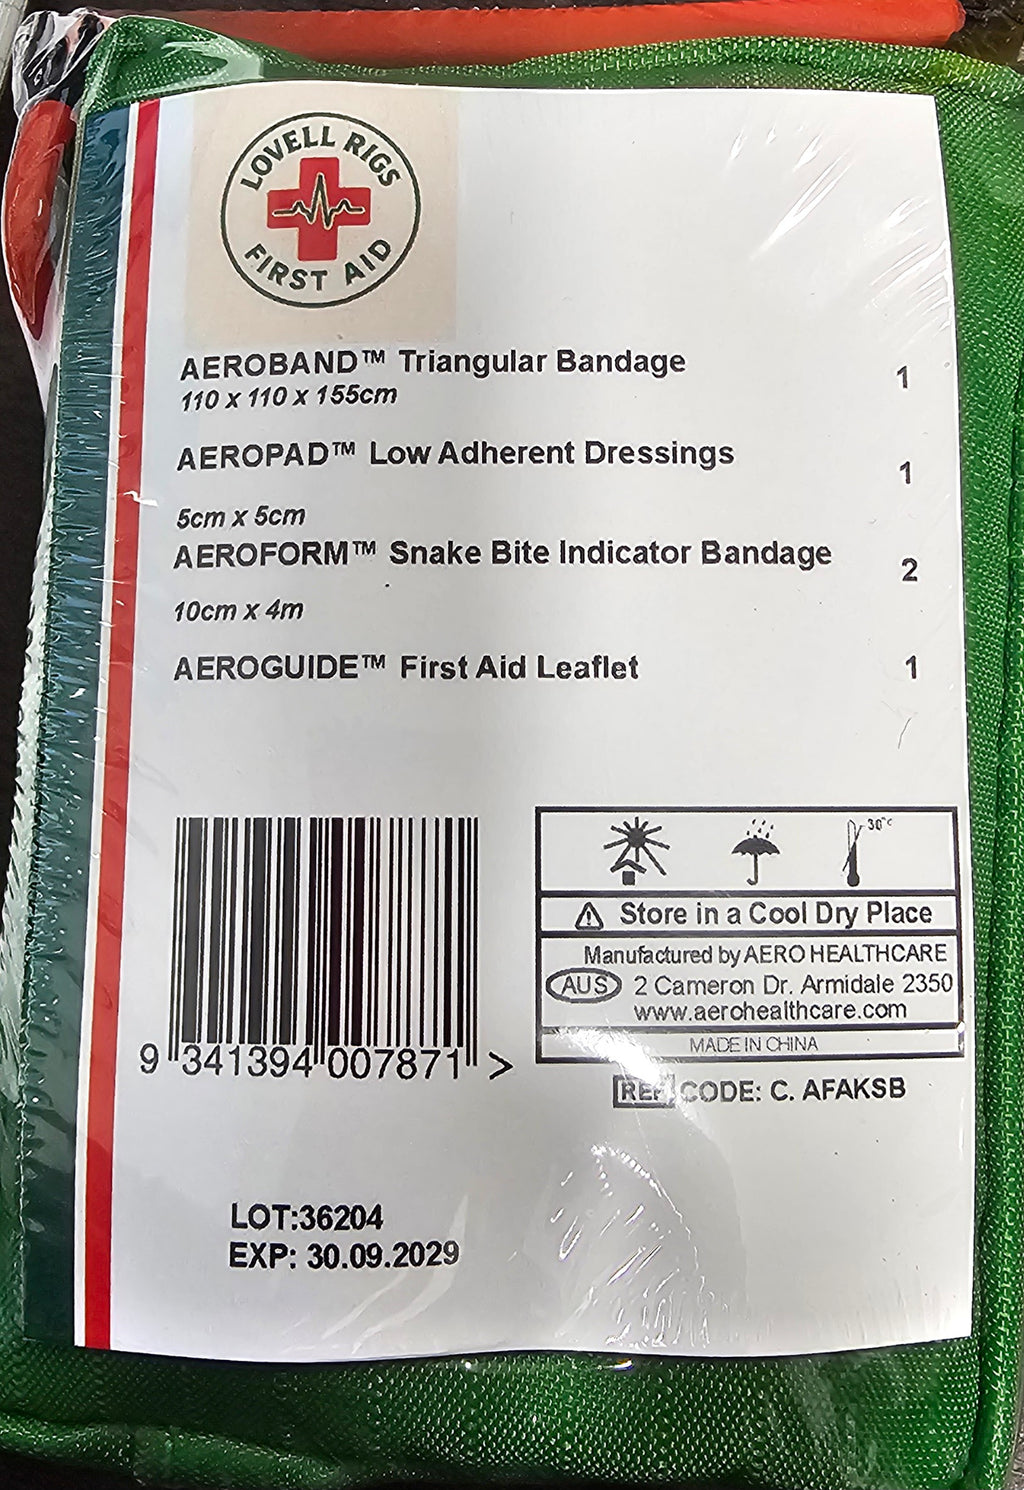 LOVELL RIGS
FIRST AID
AEROBAND™ Triangular Bandage 1
110 x 110 x 155cm
AEROPAD™ Low Adherent Dressings 1
5cm x 5cm
AEROFORM™ Snake Bite Indicator Bandage 2
10cm x 4m
AEROGUIDE™ First Aid Leaflet 1
30°c
⚠ Store in a Cool Dry Place
Manufactured by AERO HEALTHCARE
AUS 2 Cameron Dr. Armidale 2350
www.aerohealthcare.com
MADE IN CHINA
9 341394 007871 >
REF CODE: C. AFAKSB
LOT:36204
EXP: 30.09.2029